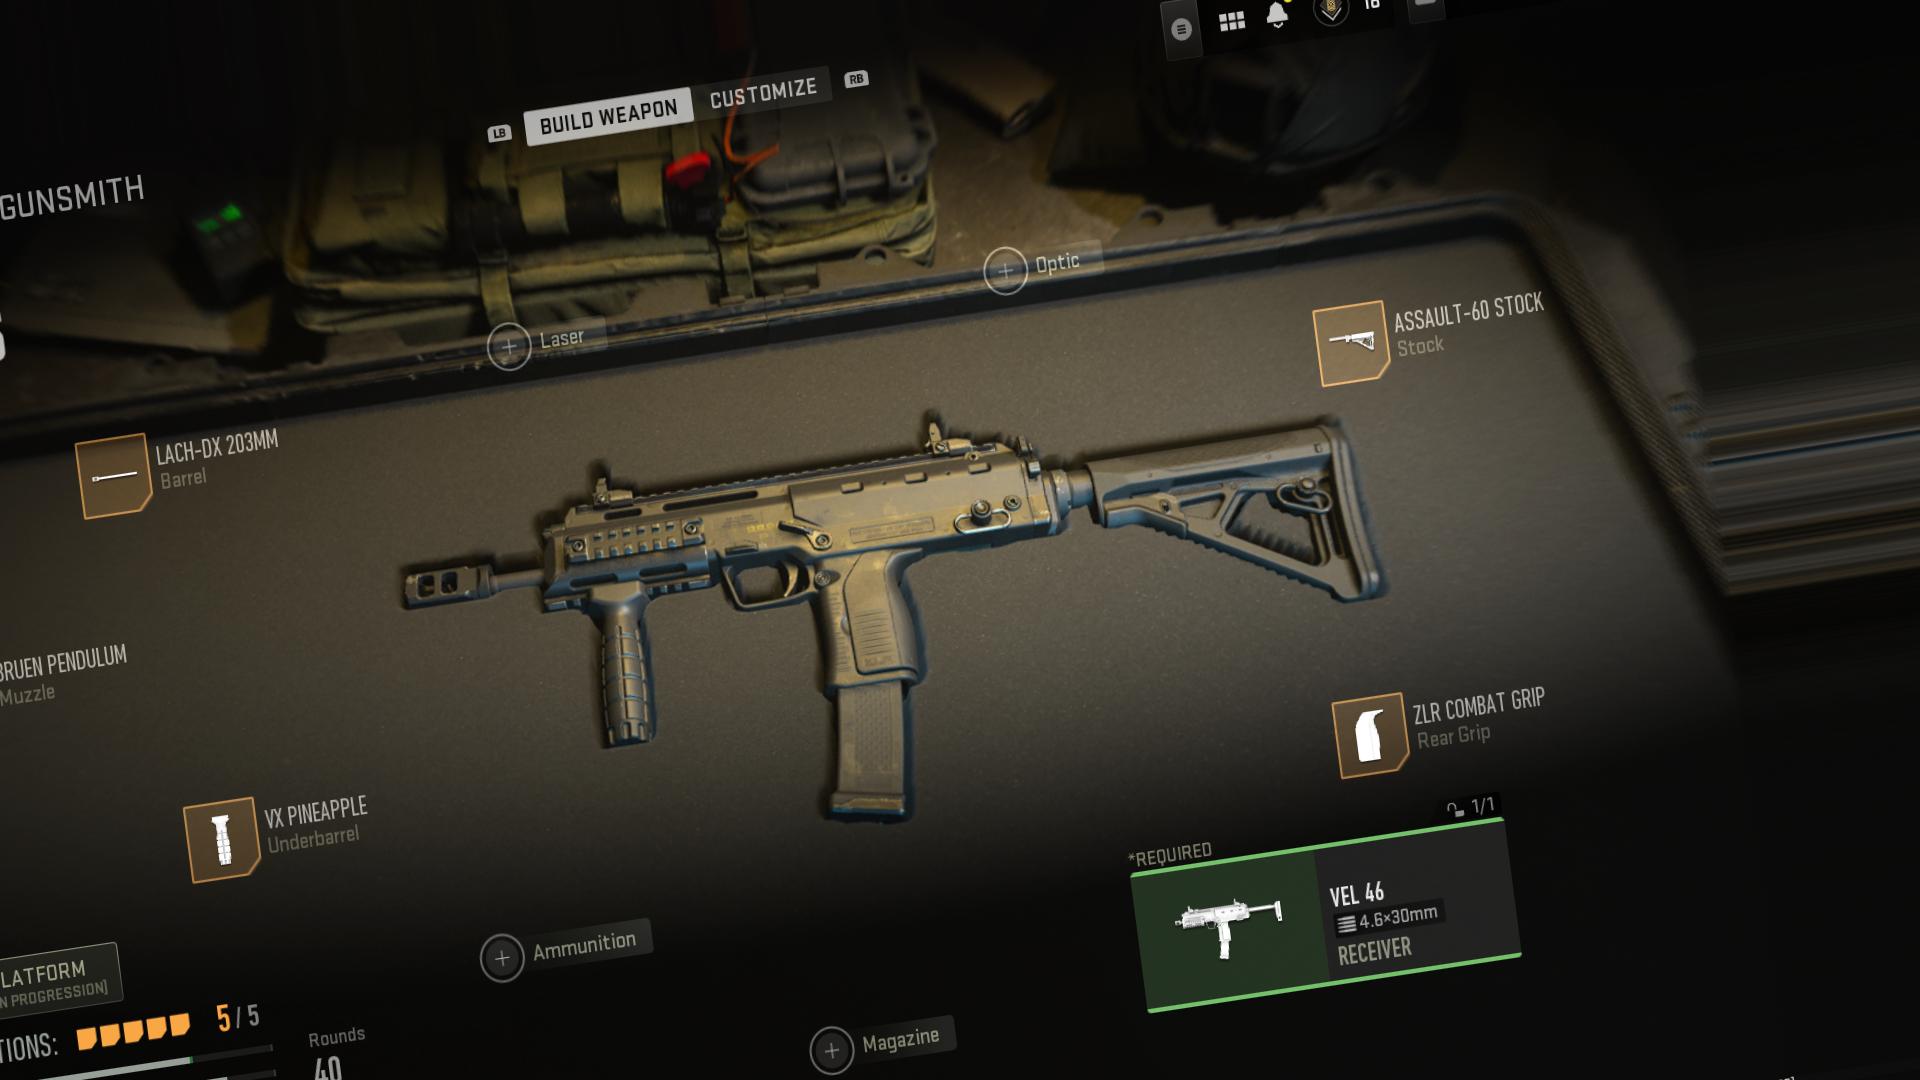 LB
BUILD WEAPON
CUSTOMIZE
RB
GUNSMITH
Optic
Laser
ASSAULT-60 STOCK
Stock
LACH-DX 203MM
Barrel
BRUEN PENDULUM
Muzzle
ZLR COMBAT GRIP
Rear Grip
VX PINEAPPLE
Underbarrel
1/1
*REQUIRED
VEL 46
4.6×30mm
RECEIVER
Ammunition
LATFORM
N PROGRESSION]
TIONS:
5/5
Rounds
40
Magazine